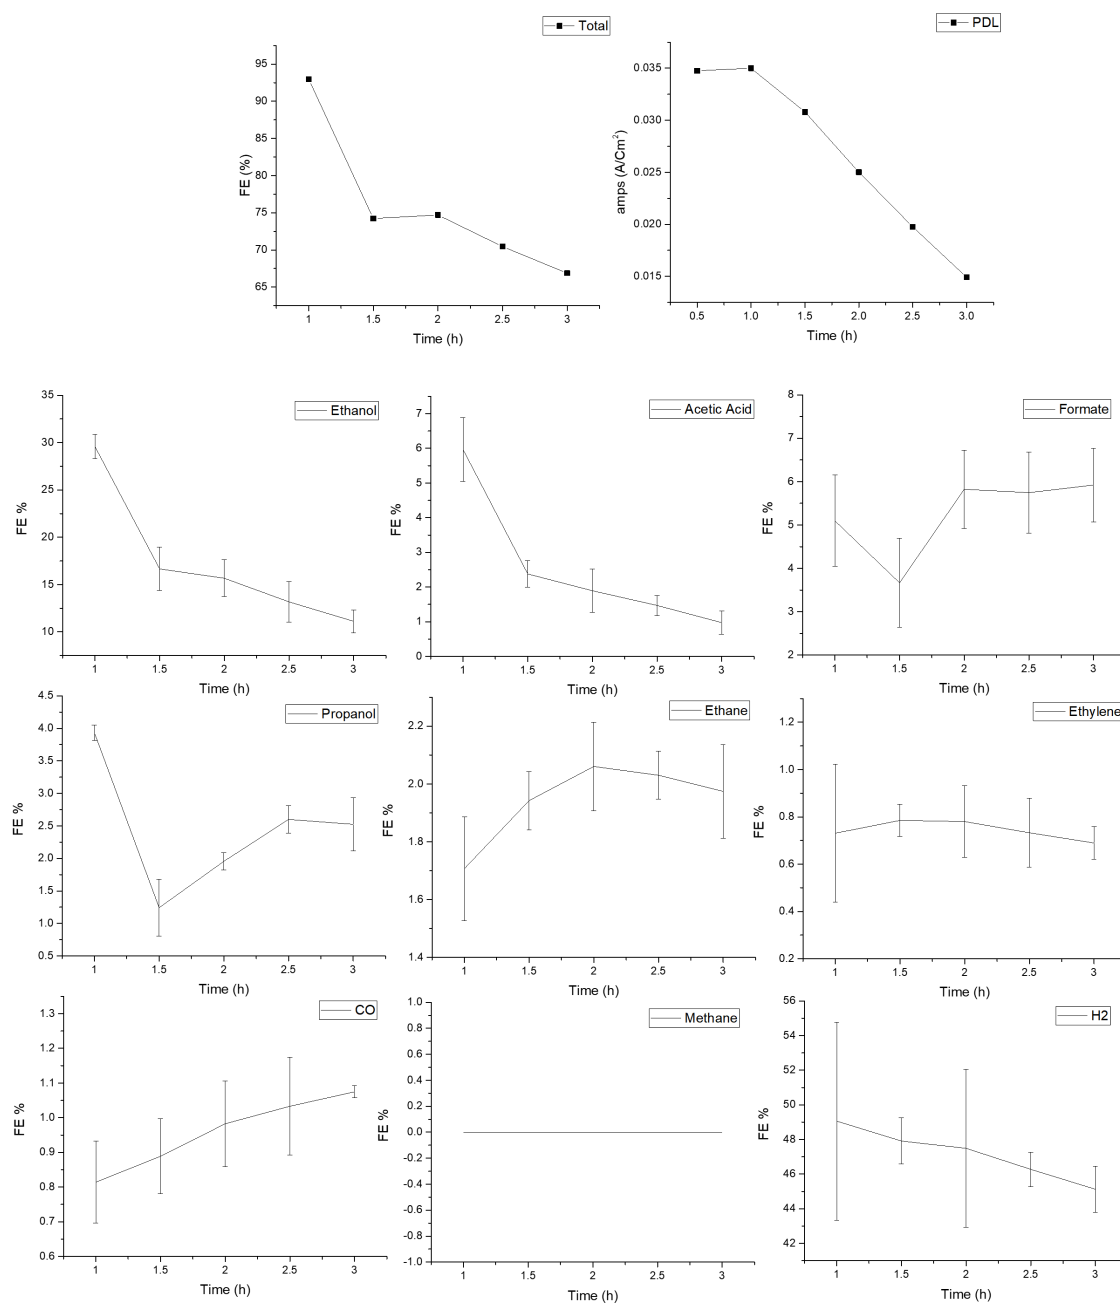 Total
95
90
85
80
75
70
65
FE (%)
1 1.5 2 2.5 3
Time (h)
PDL
0.035
0.030
0.025
0.020
0.015
amps (A/Cm²)
0.5 1.0 1.5 2.0 2.5 3.0
Time (h)
Ethanol
35
30
25
20
15
10
FE %
1 1.5 2 2.5 3
Time (h)
Acetic Acid
7
6
5
4
3
2
1
0
FE %
1 1.5 2 2.5 3
Time (h)
Formate
8
7
6
5
4
3
2
FE %
1 1.5 2 2.5 3
Time (h)
Propanol
4.5
4.0
3.5
3.0
2.5
2.0
1.5
1.0
0.5
FE %
1 1.5 2 2.5 3
Time (h)
Ethane
2.2
2.0
1.8
1.6
1.4
FE %
1 1.5 2 2.5 3
Time (h)
Ethylene
1.2
1.0
0.8
0.6
0.4
0.2
FE %
1 1.5 2 2.5 3
Time (h)
CO
1.3
1.2
1.1
1.0
0.9
0.8
0.7
0.6
FE %
1 1.5 2 2.5 3
Time (h)
Methane
1.0
0.8
0.6
0.4
0.2
0.0
-0.2
-0.4
-0.6
-0.8
-1.0
FE %
1 1.5 2 2.5 3
Time (h)
H2
56
54
52
50
48
46
44
42
FE %
1 1.5 2 2.5 3
Time (h)